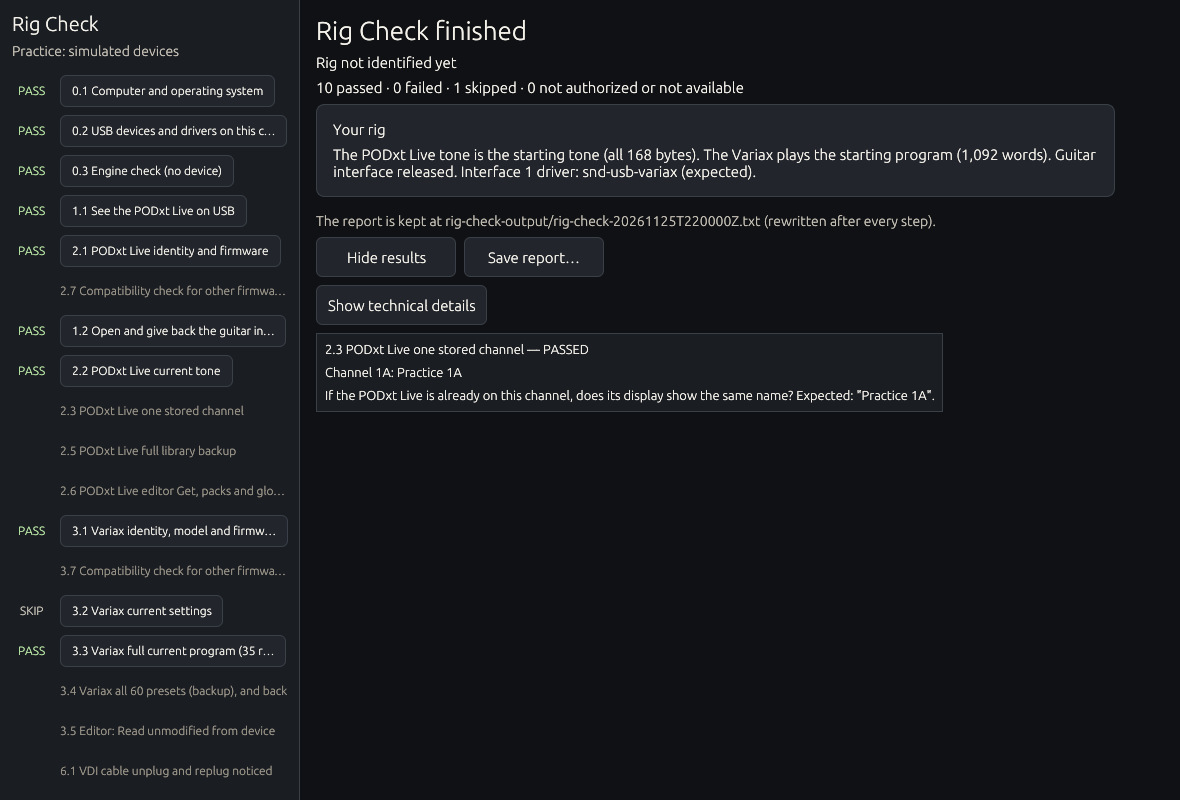 Rig Check
Practice: simulated devices
PASS 0.1 Computer and operating system
PASS 0.2 USB devices and drivers on this c…
PASS 0.3 Engine check (no device)
PASS 1.1 See the PODxt Live on USB
PASS 2.1 PODxt Live identity and firmware
2.7 Compatibility check for other firmwa…
PASS 1.2 Open and give back the guitar in…
PASS 2.2 PODxt Live current tone
2.3 PODxt Live one stored channel
2.5 PODxt Live full library backup
2.6 PODxt Live editor Get, packs and glo…
PASS 3.1 Variax identity, model and firmw…
3.7 Compatibility check for other firmwa…
SKIP 3.2 Variax current settings
PASS 3.3 Variax full current program (35 r…
3.4 Variax all 60 presets (backup), and back
3.5 Editor: Read unmodified from device
6.1 VDI cable unplug and replug noticed
Rig Check finished
Rig not identified yet
10 passed · 0 failed · 1 skipped · 0 not authorized or not available
Your rig
The PODxt Live tone is the starting tone (all 168 bytes). The Variax plays the starting program (1,092 words). Guitar
interface released. Interface 1 driver: snd-usb-variax (expected).
The report is kept at rig-check-output/rig-check-20261125T220000Z.txt (rewritten after every step).
Hide results
Save report…
Show technical details
2.3 PODxt Live one stored channel — PASSED
Channel 1A: Practice 1A
If the PODxt Live is already on this channel, does its display show the same name? Expected: "Practice 1A".